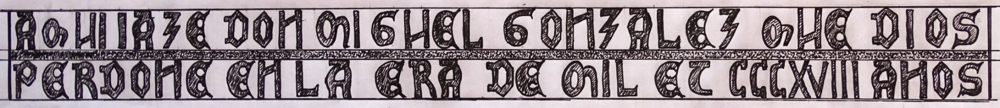 AQUI IAZE DON MIGUEL GONZALEZ QUE DIOS
PERDONE EN LA ERA DE MIL ET CCCXVIII ANOS